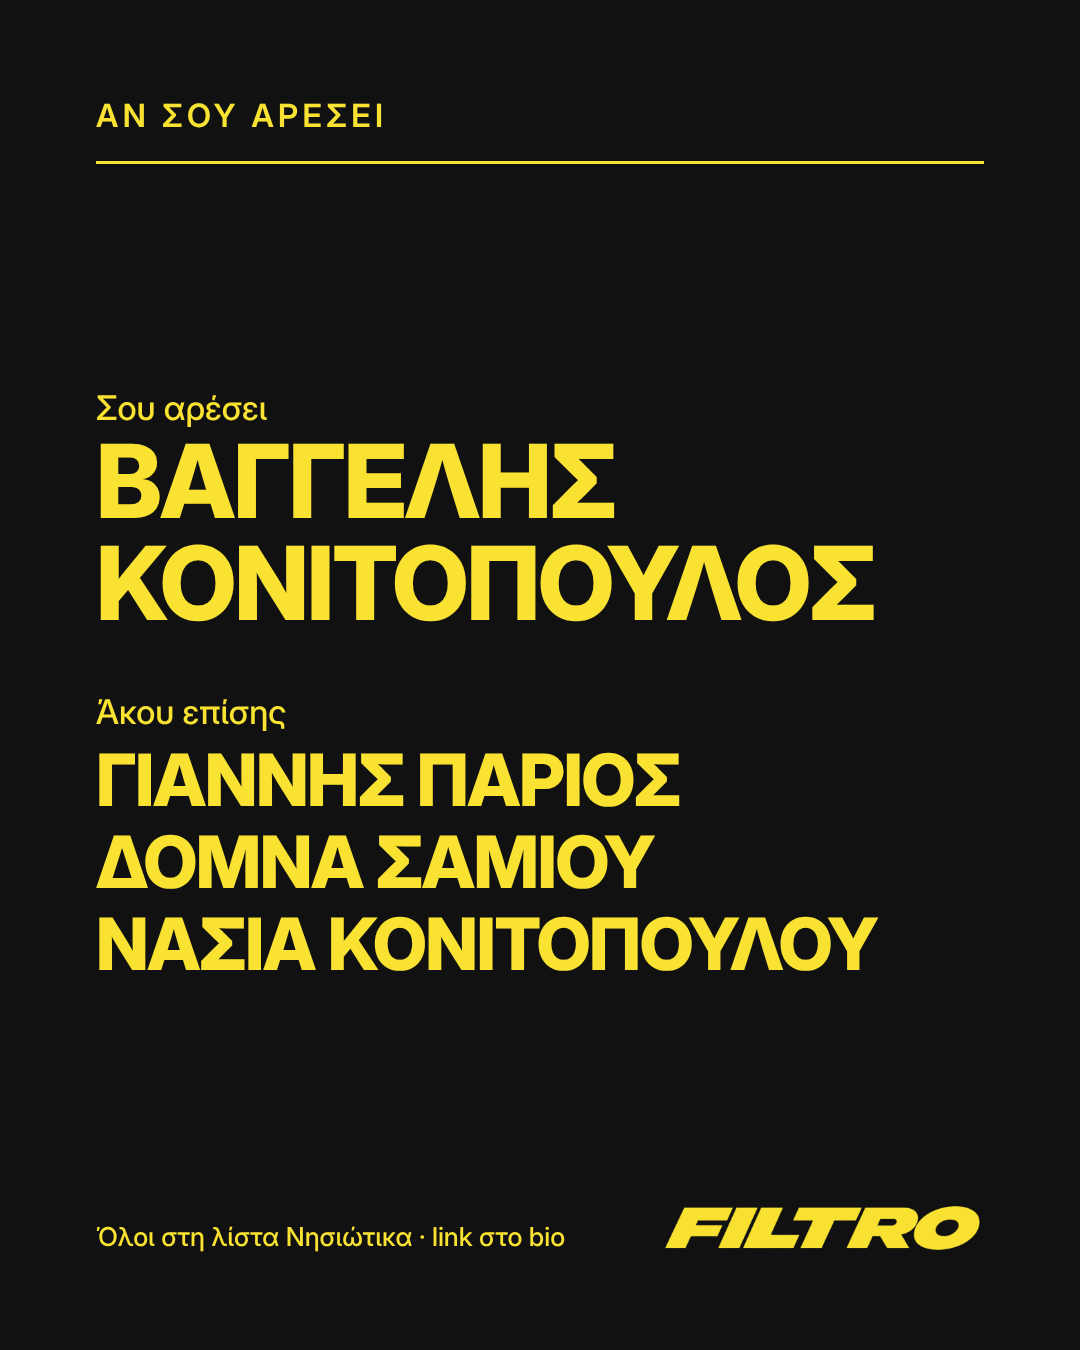 ΑΝ ΣΟΥ ΑΡΕΣΕΙ
Σου αρέσει
ΒΑΓΓΕΛΗΣ
ΚΟΝΙΤΟΠΟΥΛΟΣ
Άκου επίσης
ΓΙΑΝΝΗΣ ΠΑΡΙΟΣ
ΔΟΜΝΑ ΣΑΜΙΟΥ
ΝΑΣΙΑ ΚΟΝΙΤΟΠΟΥΛΟΥ
Όλοι στη λίστα Νησιώτικα · link στο bio
FILTRO